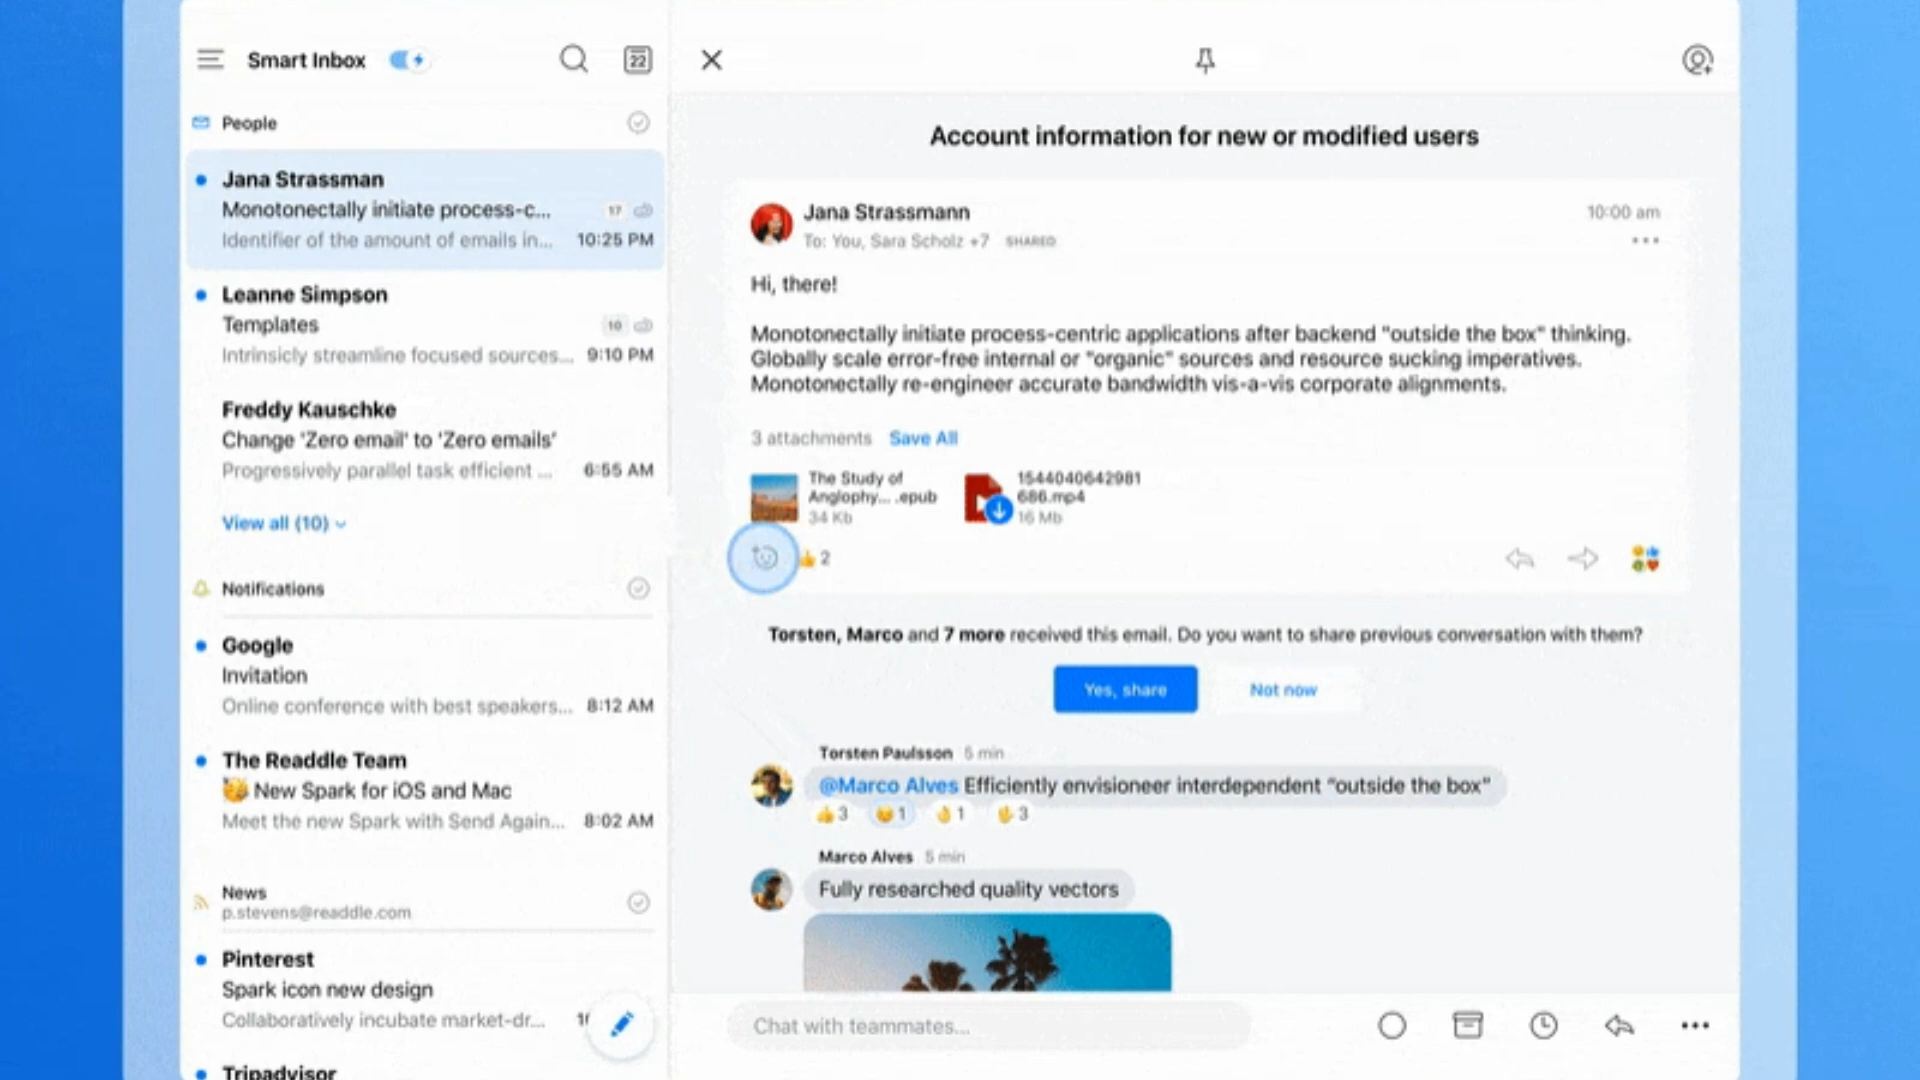 Smart Inbox
22
People
Jana Strassman
Monotonectally initiate process-c...
17
Identifier of the amount of emails in...
10:25 PM
Leanne Simpson
Templates
10
Intrinsicly streamline focused sources...
9:10 PM
Freddy Kauschke
Change 'Zero email' to 'Zero emails'
Progressively parallel task efficient ...
6:55 AM
View all (10)
Notifications
Google
Invitation
Online conference with best speakers...
8:12 AM
The Readdle Team
🥳 New Spark for iOS and Mac
Meet the new Spark with Send Again...
8:02 AM
News
p.stevens@readdle.com
Pinterest
Spark icon new design
Collaboratively incubate market-dr...
Tripadvisor
Account information for new or modified users
Jana Strassmann
10:00 am
To: You, Sara Scholz +7 SHARED
Hi, there!
Monotonectally initiate process-centric applications after backend "outside the box" thinking.
Globally scale error-free internal or "organic" sources and resource sucking imperatives.
Monotonectally re-engineer accurate bandwidth vis-a-vis corporate alignments.
3 attachments Save All
The Study of
Anglophy... .epub
34 Kb
1544040642981
686.mp4
16 Mb
👍 2
Torsten, Marco and 7 more received this email. Do you want to share previous conversation with them?
Yes, share
Not now
Torsten Paulsson 5 min
@Marco Alves Efficiently envisioneer interdependent "outside the box"
3 1 1 3
Marco Alves 5 min
Fully researched quality vectors
Chat with teammates...